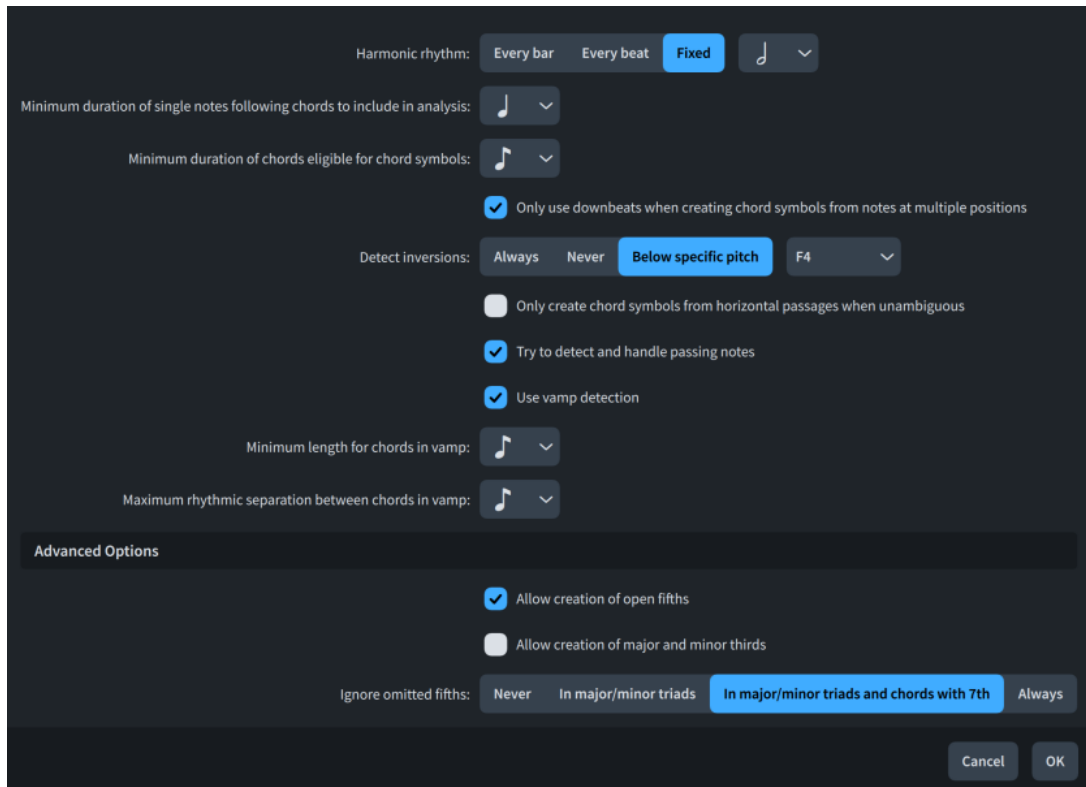 Harmonic rhythm: Every bar Every beat Fixed
Minimum duration of single notes following chords to include in analysis:
Minimum duration of chords eligible for chord symbols:
Only use downbeats when creating chord symbols from notes at multiple positions
Detect inversions: Always Never Below specific pitch F4
Only create chord symbols from horizontal passages when unambiguous
Try to detect and handle passing notes
Use vamp detection
Minimum length for chords in vamp:
Maximum rhythmic separation between chords in vamp:
Advanced Options
Allow creation of open fifths
Allow creation of major and minor thirds
Ignore omitted fifths: Never In major/minor triads In major/minor triads and chords with 7th Always
Cancel OK